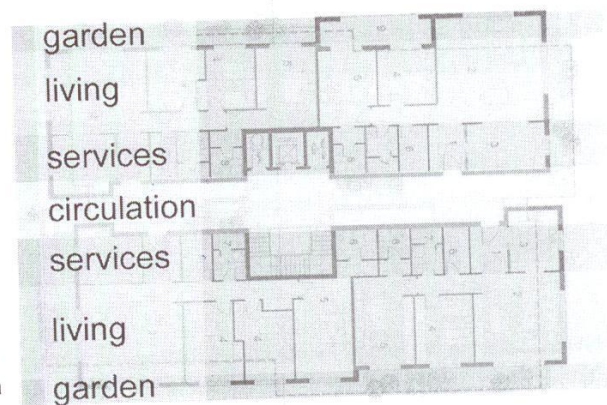 garden
living
services
circulation
services
living
garden